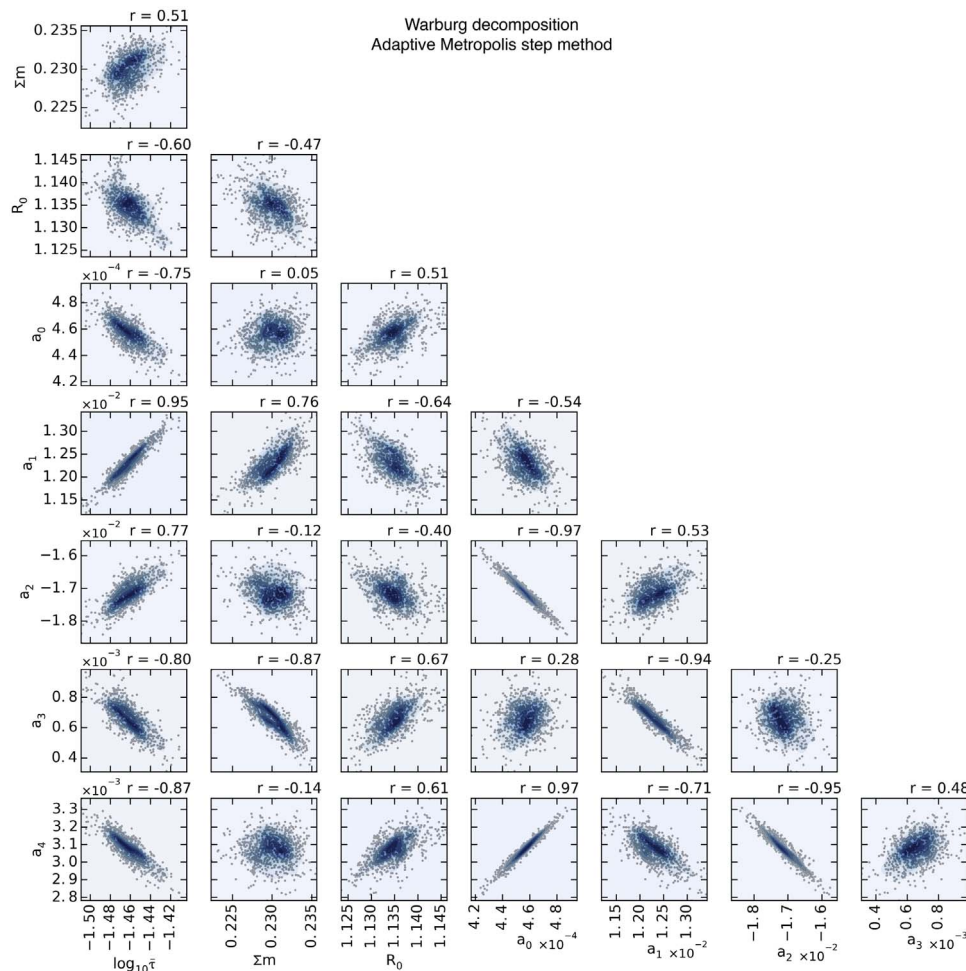 Warburg decomposition
Adaptive Metropolis step method
r = 0.51
0.235
0.230
0.225
Σm
r = -0.60 r = -0.47
1.145
1.140
1.135
1.130
1.125
R₀
×10⁻⁴ r = -0.75 r = 0.05 r = 0.51
4.8
4.6
4.4
4.2
a₀
×10⁻² r = 0.95 r = 0.76 r = -0.64 r = -0.54
1.30
1.25
1.20
1.15
a₁
×10⁻² r = 0.77 r = -0.12 r = -0.40 r = -0.97 r = 0.53
−1.6
−1.7
−1.8
a₂
×10⁻³ r = -0.80 r = -0.87 r = 0.67 r = 0.28 r = -0.94 r = -0.25
0.8
0.6
0.4
a₃
×10⁻³ r = -0.87 r = -0.14 r = 0.61 r = 0.97 r = -0.71 r = -0.95 r = 0.48
3.3
3.2
3.1
3.0
2.9
2.8
a₄
−1.50 −1.48 −1.46 −1.44 −1.42 0.225 0.230 0.235 1.125 1.130 1.135 1.140 1.145 4.2 4.4 4.6 4.8 1.15 1.20 1.25 1.30 −1.8 −1.7 −1.6 0.4 0.6 0.8
log₁₀τ̄ Σm R₀ a₀ ×10⁻⁴ a₁ ×10⁻² a₂ ×10⁻² a₃ ×10⁻³